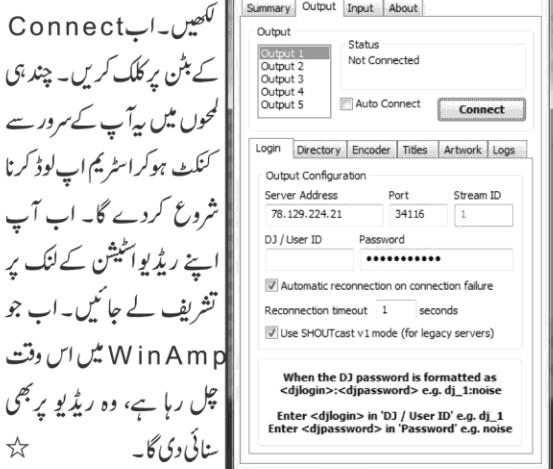 لکھیں۔ اب Connect
کے بٹن پر کلک کریں۔ چند ہی
لمحوں میں یہ آپ کے سرور سے
کنکٹ ہوکر اسٹریم اپ لوڈ کرنا
شروع کردے گا۔ اب آپ
اپنے ریڈیو اسٹیشن کے لنک پر
تشریف لے جائیں۔ اب جو
WinAmp میں اس وقت
چل رہا ہے، وہ ریڈیو پر بھی
سنائی دی گا۔ ☆
Summary Output Input About
Output
Output 1
Output 2
Output 3
Output 4
Output 5
Status
Not Connected
Auto Connect Connect
Login Directory Encoder Titles Artwork Logs
Output Configuration
Server Address Port Stream ID
78.129.224.21 34116 1
DJ / User ID Password
•••••••••••
Automatic reconnection on connection failure
Reconnection timeout 1 seconds
Use SHOUTcast v1 mode (for legacy servers)
When the DJ password is formatted as
<djlogin>:<djpassword> e.g. dj_1:noise
Enter <djlogin> in 'DJ / User ID' e.g. dj_1
Enter <djpassword> in 'Password' e.g. noise